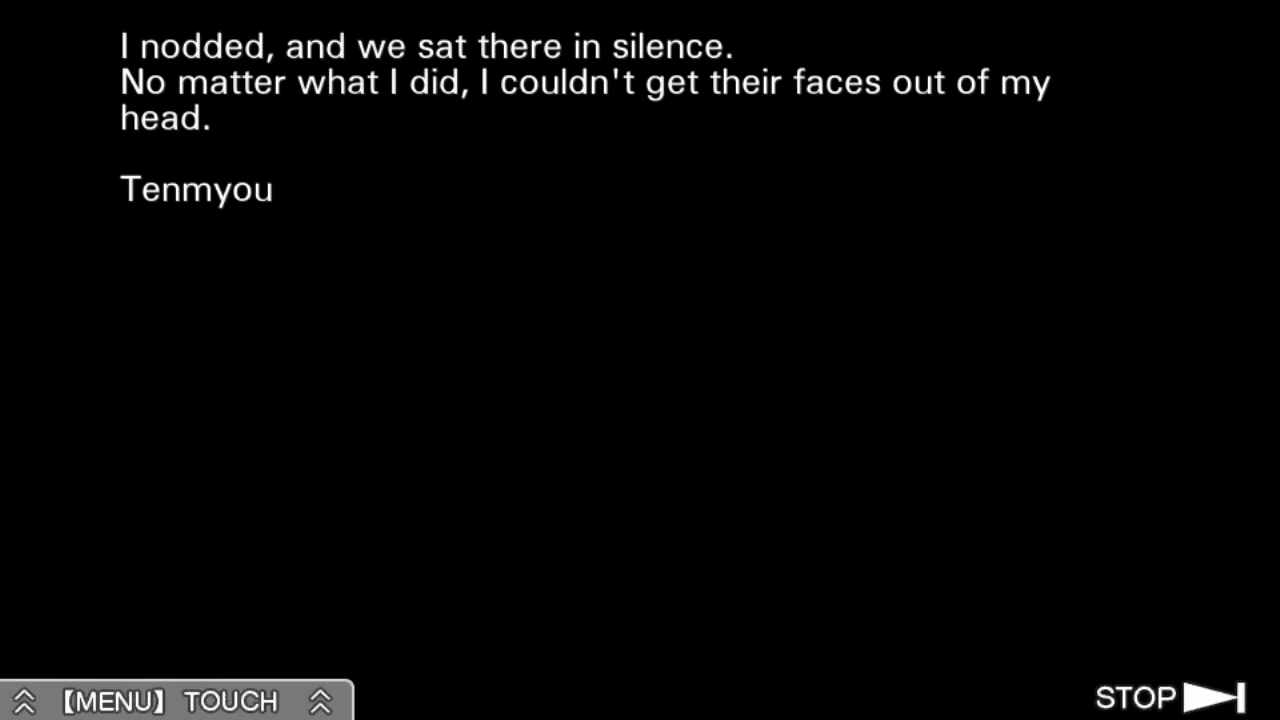 I nodded, and we sat there in silence.
No matter what I did, I couldn't get their faces out of my
head.
Tenmyou
【MENU】 TOUCH
STOP